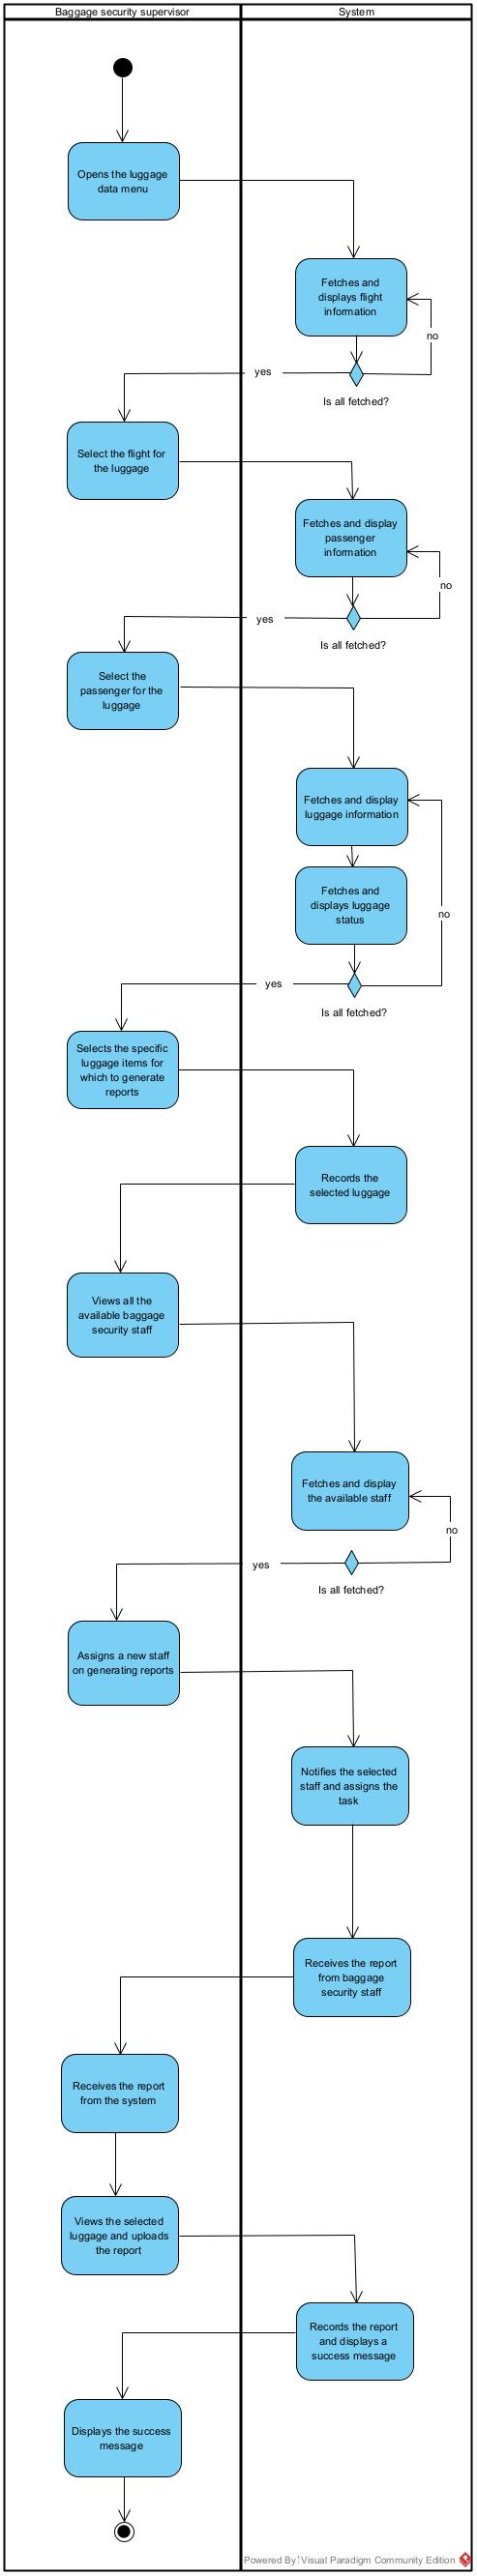 Baggage security supervisor
System
Opens the luggage
data menu
Fetches and
displays flight
information
no
yes
Is all fetched?
Select the flight for
the luggage
Fetches and display
passenger
information
no
yes
Is all fetched?
Select the
passenger for the
luggage
Fetches and display
luggage information
Fetches and
displays luggage
status
no
yes
Is all fetched?
Selects the specific
luggage items for
which to generate
reports
Records the
selected luggage
Views all the
available baggage
security staff
Fetches and display
the available staff
no
yes
Is all fetched?
Assigns a new staff
on generating reports
Notifies the selected
staff and assigns the
task
Receives the report
from baggage
security staff
Receives the report
from the system
Views the selected
luggage and uploads
the report
Records the report
and displays a
success message
Displays the success
message
Powered By Visual Paradigm Community Edition